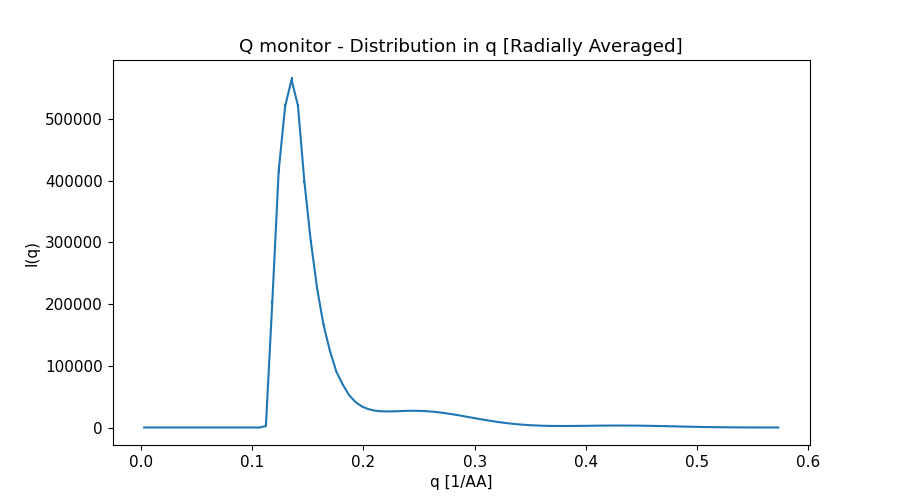 Q monitor - Distribution in q [Radially Averaged]
I(q)
500000
400000
300000
200000
100000
0
0.0 0.1 0.2 0.3 0.4 0.5 0.6
q [1/AA]